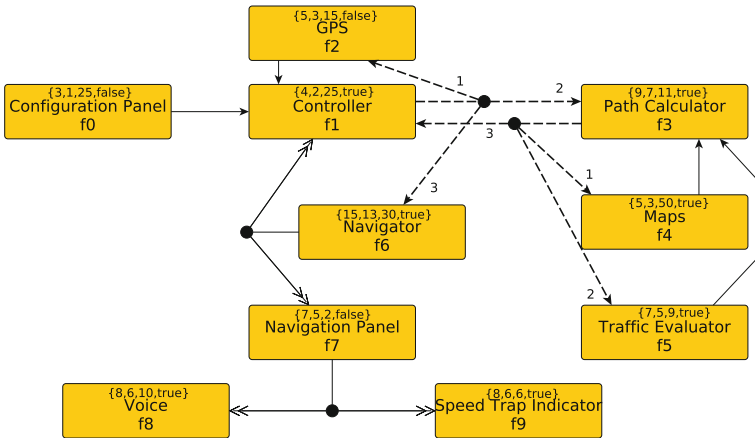 {5,3,15,false}
GPS
f2
{3,1,25,false}
Configuration Panel
f0
{4,2,25,true}
Controller
f1
1
2
3
{9,7,11,true}
Path Calculator
f3
1
{5,3,50,true}
Maps
f4
3
{15,13,30,true}
Navigator
f6
2
{7,5,9,true}
Traffic Evaluator
f5
{7,5,2,false}
Navigation Panel
f7
{8,6,10,true}
Voice
f8
{8,6,6,true}
Speed Trap Indicator
f9